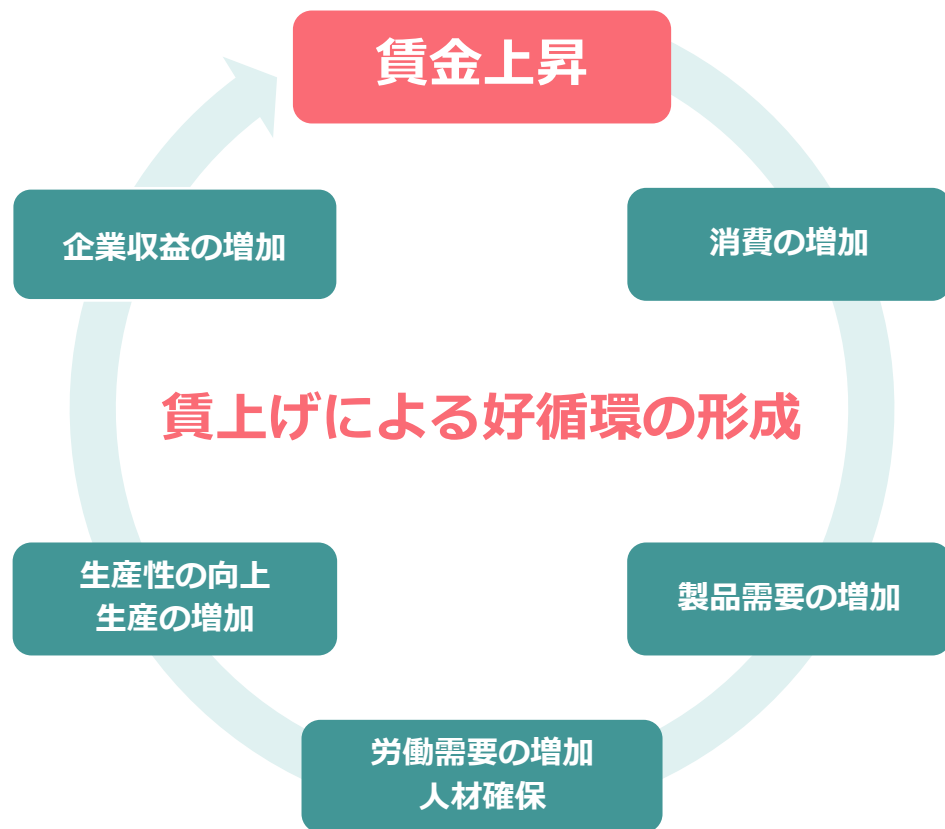 賃金上昇
企業収益の増加
消費の増加
賃上げによる好循環の形成
生産性の向上
生産の増加
製品需要の増加
労働需要の増加
人材確保